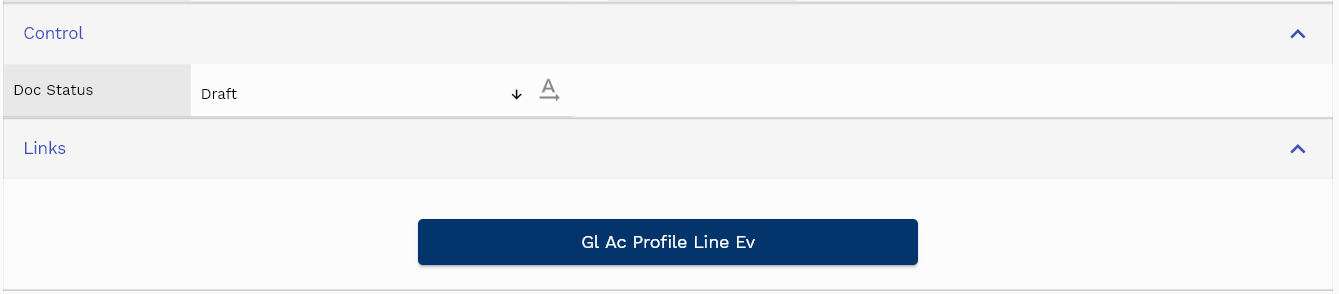 Control
Doc Status
Draft
Links
Gl Ac Profile Line Ev